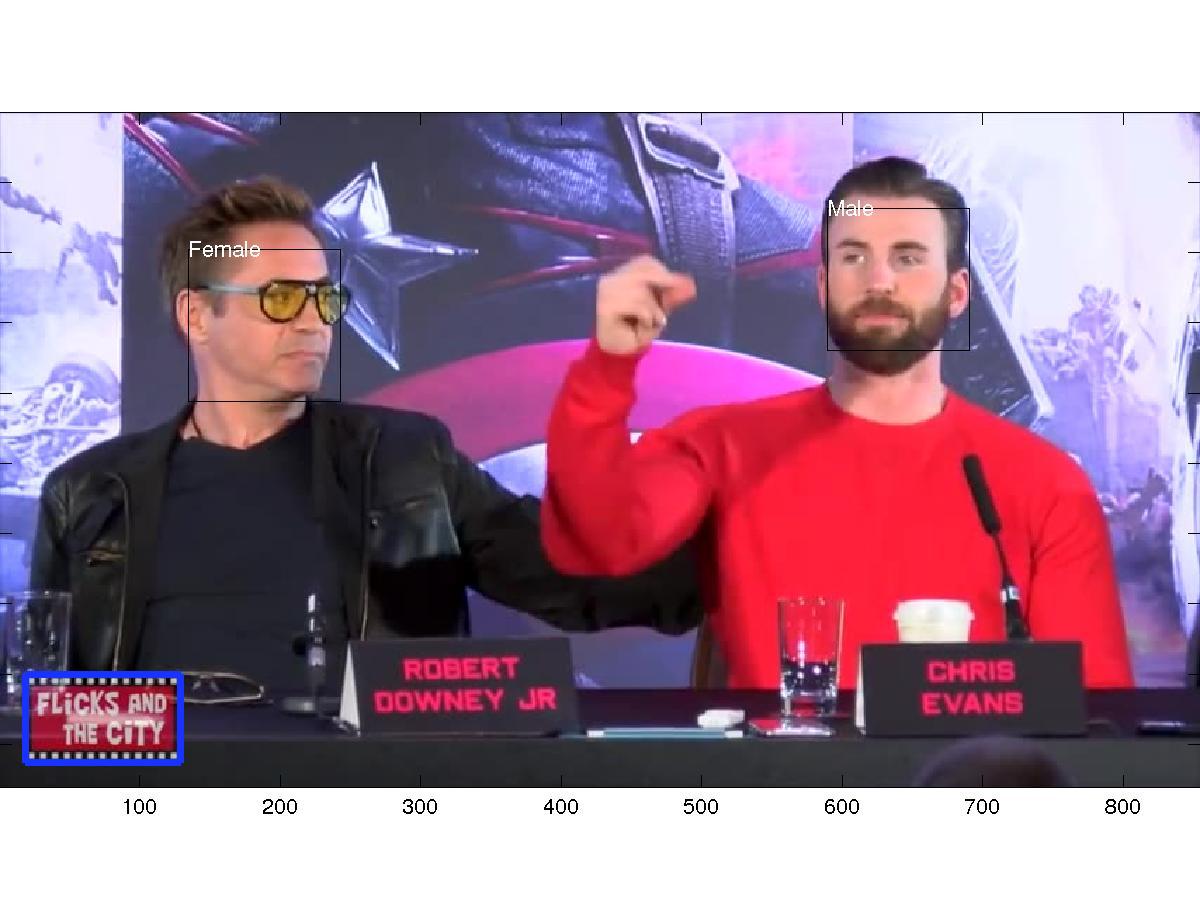 Female
Male
ROBERT
DOWNEY JR
CHRIS
EVANS
FLiCKS AND
THE CiTY
100
200
300
400
500
600
700
800